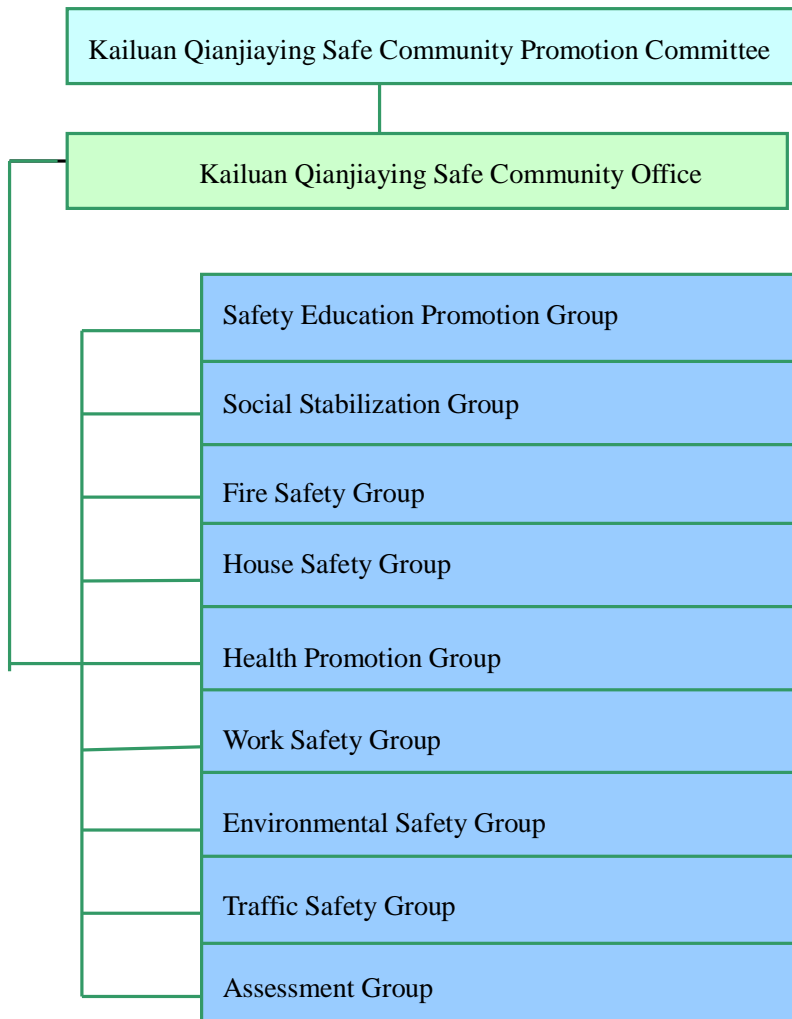 Kailuan Qianjiaying Safe Community Promotion Committee
Kailuan Qianjiaying Safe Community Office
Safety Education Promotion Group
Social Stabilization Group
Fire Safety Group
House Safety Group
Health Promotion Group
Work Safety Group
Environmental Safety Group
Traffic Safety Group
Assessment Group